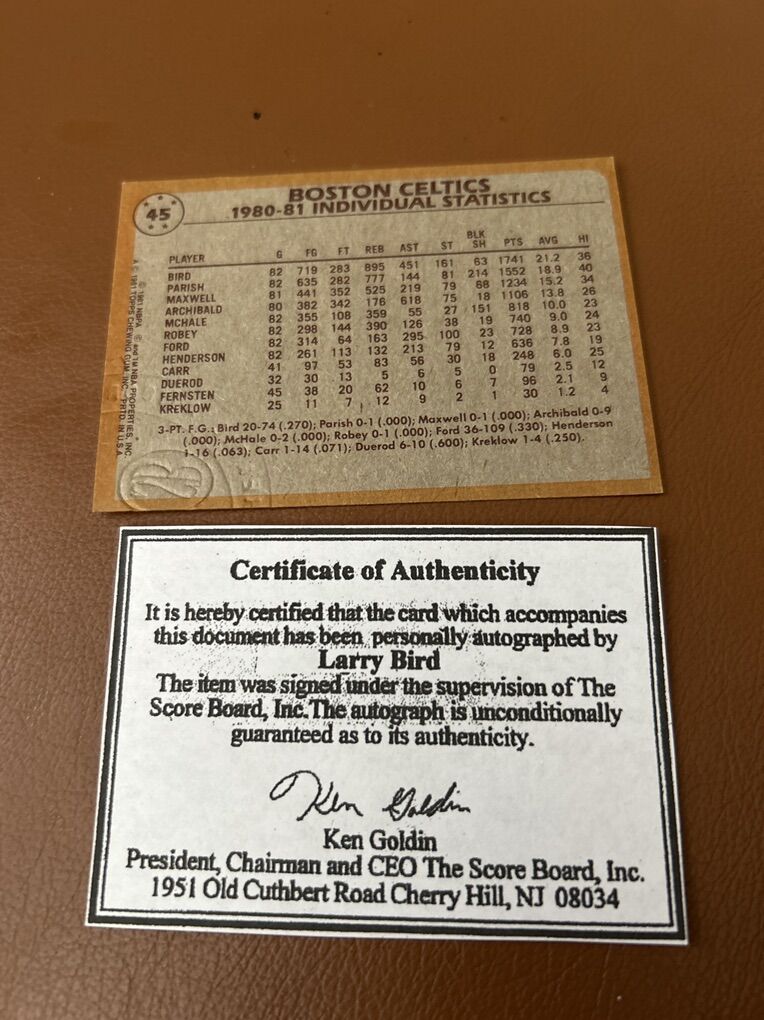 45
BOSTON CELTICS
1980-81 INDIVIDUAL STATISTICS
PLAYER G FG FT REB AST ST BLK SH PTS AVG HI
BIRD 82 719 283 895 451 161 63 1741 21.2 36
PARISH 82 635 282 777 144 81 214 1552 18.9 40
MAXWELL 81 441 352 525 219 79 68 1234 15.2 34
ARCHIBALD 80 382 342 176 618 75 18 1106 13.8 26
MCHALE 82 355 108 359 55 27 151 818 10.0 23
ROBEY 82 298 144 390 126 38 19 740 9.0 24
FORD 82 314 64 163 295 100 23 728 8.9 23
HENDERSON 82 261 113 132 213 79 12 636 7.8 19
CARR 41 97 53 83 56 30 18 248 6.0 25
DUEROD 32 30 13 5 6 5 0 79 2.5 12
FERNSTEN 45 38 20 62 10 6 7 96 2.1 9
KREKLOW 25 11 7 12 9 2 1 30 1.2 4
3-PT. F.G.: Bird 20-74 (.270); Parish 0-1 (.000); Maxwell 0-1 (.000); Archibald 0-9
(.000); McHale 0-2 (.000); Robey 0-1 (.000); Ford 36-109 (.330); Henderson
1-16 (.063); Carr 1-14 (.071); Duerod 6-10 (.600); Kreklow 1-4 (.250).
© 1981 NBPA © and TM NBA PROPERTIES, INC.
© 1981 TOPPS CHEWING GUM, INC. PRTD. IN U.S.A.
Certificate of Authenticity
It is hereby certified that the card which accompanies
this document has been personally autographed by
Larry Bird
The item was signed under the supervision of The
Score Board, Inc. The autograph is unconditionally
guaranteed as to its authenticity.
Ken Goldin
Ken Goldin
President, Chairman and CEO The Score Board, Inc.
1951 Old Cuthbert Road Cherry Hill, NJ 08034